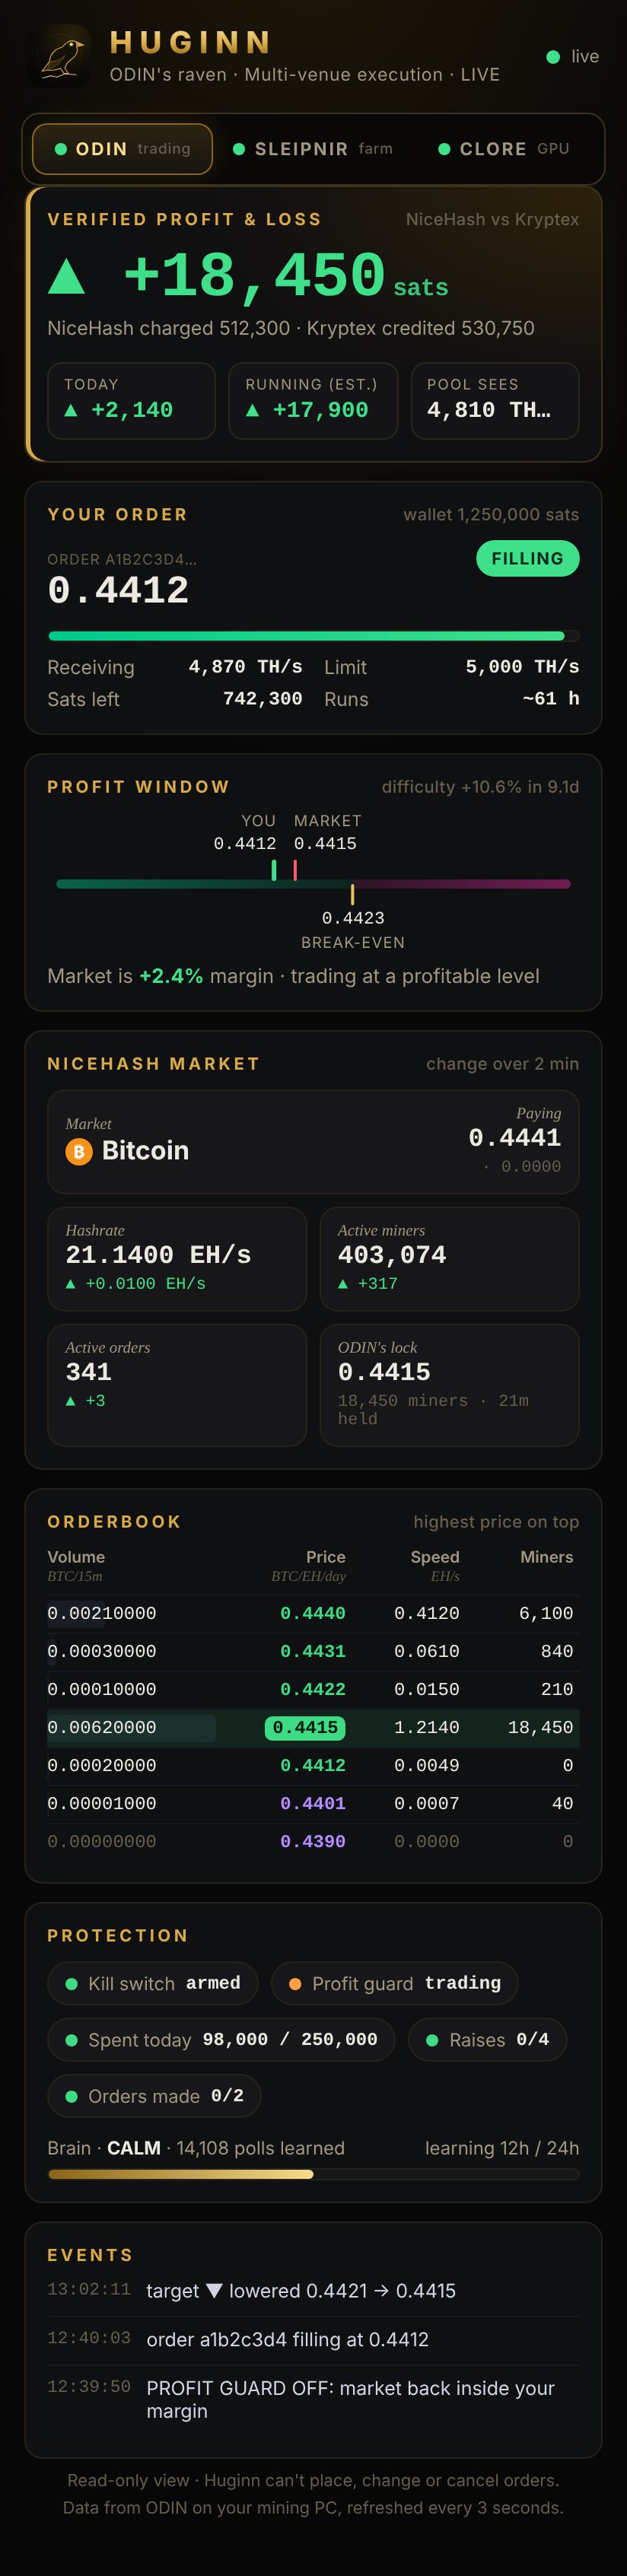 HUGINN
ODIN's raven · Multi-venue execution · LIVE
live
ODIN trading
SLEIPNIR farm
CLORE GPU
VERIFIED PROFIT & LOSS
NiceHash vs Kryptex
▲ +18,450 sats
NiceHash charged 512,300 · Kryptex credited 530,750
TODAY
▲ +2,140
RUNNING (EST.)
▲ +17,900
POOL SEES
4,810 TH…
YOUR ORDER
wallet 1,250,000 sats
ORDER A1B2C3D4…
0.4412
FILLING
Receiving 4,870 TH/s Limit 5,000 TH/s
Sats left 742,300 Runs ~61 h
PROFIT WINDOW
difficulty +10.6% in 9.1d
YOU MARKET
0.4412 0.4415
0.4423
BREAK-EVEN
Market is +2.4% margin · trading at a profitable level
NICEHASH MARKET
change over 2 min
Market
Bitcoin
Paying
0.4441
· 0.0000
Hashrate
21.1400 EH/s
▲ +0.0100 EH/s
Active miners
403,074
▲ +317
Active orders
341
▲ +3
ODIN's lock
0.4415
18,450 miners · 21m
held
ORDERBOOK
highest price on top
Volume Price Speed Miners
BTC/15m BTC/EH/day EH/s
0.00210000 0.4440 0.4120 6,100
0.00030000 0.4431 0.0610 840
0.00010000 0.4422 0.0150 210
0.00620000 0.4415 1.2140 18,450
0.00020000 0.4412 0.0049 0
0.00001000 0.4401 0.0007 40
0.00000000 0.4390 0.0000 0
PROTECTION
Kill switch armed
Profit guard trading
Spent today 98,000 / 250,000
Raises 0/4
Orders made 0/2
Brain · CALM · 14,108 polls learned
learning 12h / 24h
EVENTS
13:02:11 target ▼ lowered 0.4421 → 0.4415
12:40:03 order a1b2c3d4 filling at 0.4412
12:39:50 PROFIT GUARD OFF: market back inside your
margin
Read-only view · Huginn can't place, change or cancel orders.
Data from ODIN on your mining PC, refreshed every 3 seconds.